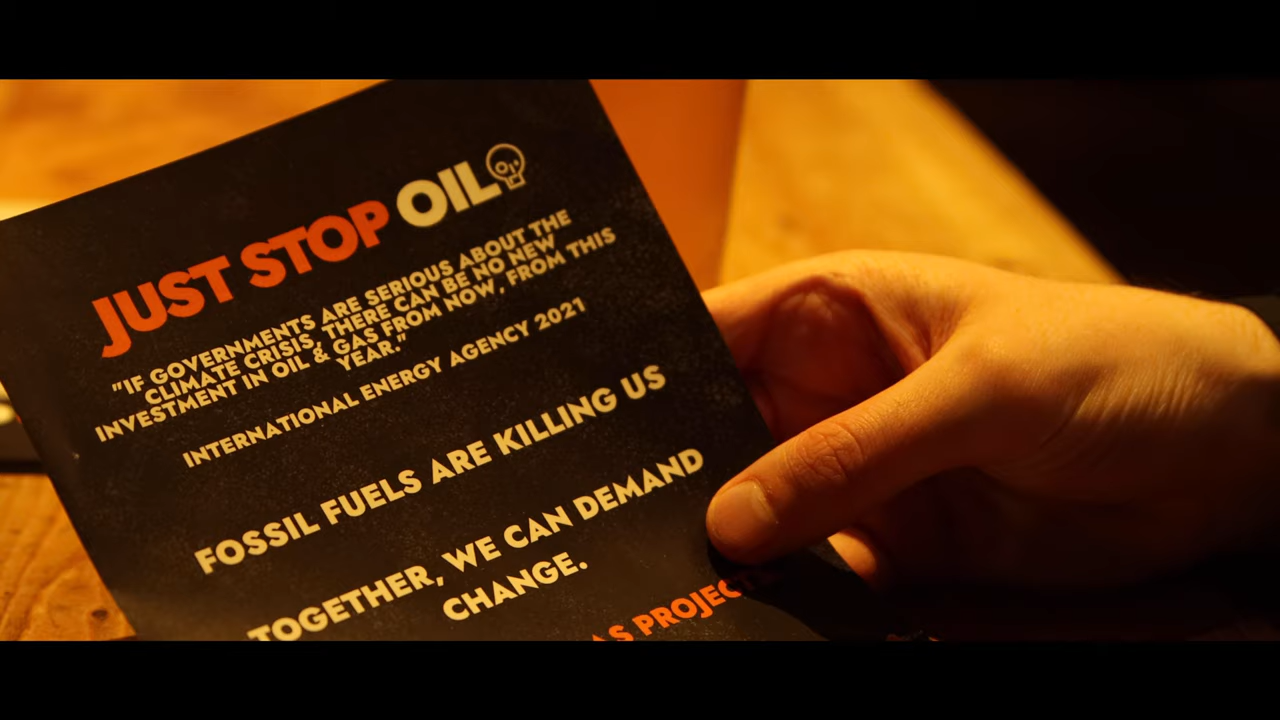 JUST STOP OIL
"IF GOVERNMENTS ARE SERIOUS ABOUT THE
CLIMATE CRISIS, THERE CAN BE NO NEW
INVESTMENT IN OIL & GAS FROM NOW, FROM THIS
YEAR."
INTERNATIONAL ENERGY AGENCY 2021
FOSSIL FUELS ARE KILLING US
TOGETHER, WE CAN DEMAND
CHANGE.